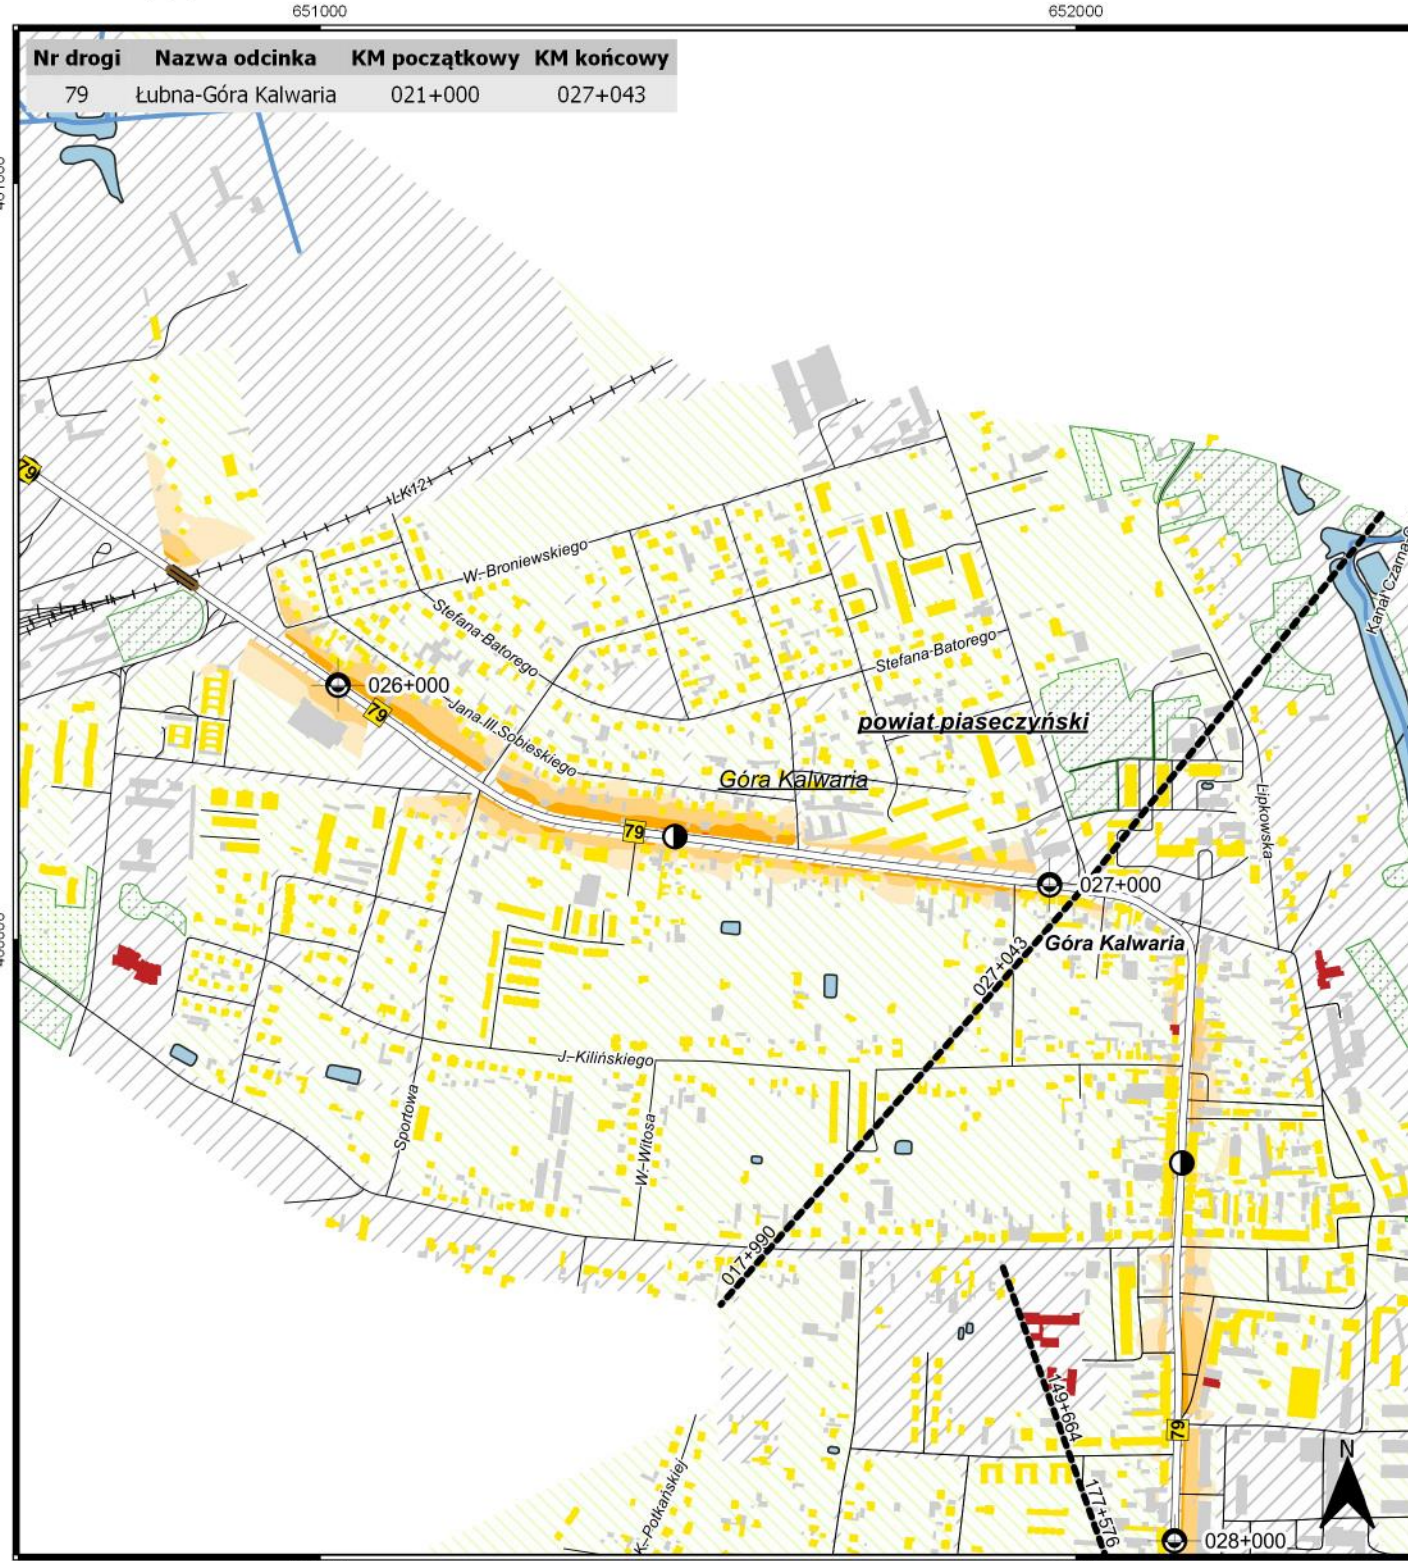 651000
652000
Nr drogi Nazwa odcinka KM początkowy KM końcowy
79 Łubna-Góra Kalwaria 021+000 027+043
79
LK12
W. Broniewskiego
Stefana Batorego
Stefana Batorego
026+000
79
Jana III Sobieskiego
powiat piaseczyński
Góra Kalwaria
79
Lipkowska
027+000
Góra Kalwaria
027+043
J. Kilińskiego
Sportowa
W. Witosa
017+990
149+664
177+576
79
K. Potkańskiej
028+000
N
Kanał